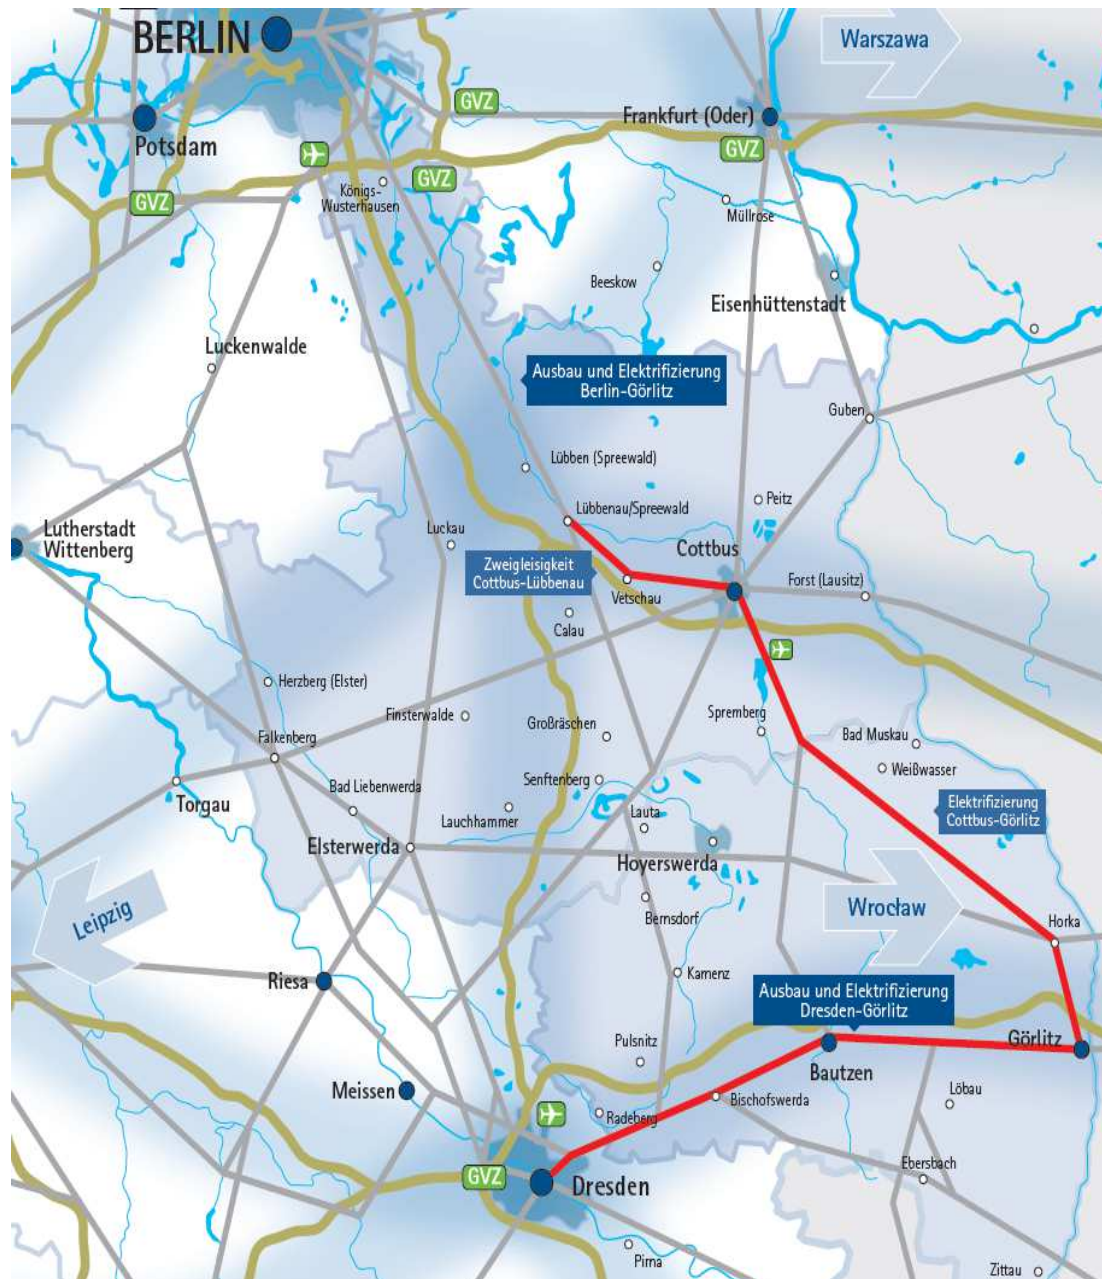 BERLIN
Warszawa
GVZ
Frankfurt (Oder)
Potsdam
GVZ
GVZ
Königs-
Wusterhausen
GVZ
Müllrose
Beeskow
Eisenhüttenstadt
Luckenwalde
Ausbau und Elektrifizierung
Berlin-Görlitz
Guben
Lübben (Spreewald)
Peitz
Lübbenau/Spreewald
Lutherstadt
Wittenberg
Luckau
Cottbus
Zweigleisigkeit
Cottbus-Lübbenau
Forst (Lausitz)
Vetschau
Calau
Herzberg (Elster)
Finsterwalde
Großräschen
Spremberg
Bad Muskau
Falkenberg
Weißwasser
Senftenberg
Bad Liebenwerda
Torgau
Lauchhammer
Lauta
Elektrifizierung
Cottbus-Görlitz
Elsterwerda
Hoyerswerda
Leipzig
Wrocław
Bernsdorf
Horka
Riesa
Kamenz
Ausbau und Elektrifizierung
Dresden-Görlitz
Görlitz
Pulsnitz
Bautzen
Meissen
Löbau
Bischofswerda
Radeberg
Ebersbach
GVZ
Dresden
Pirna
Zittau